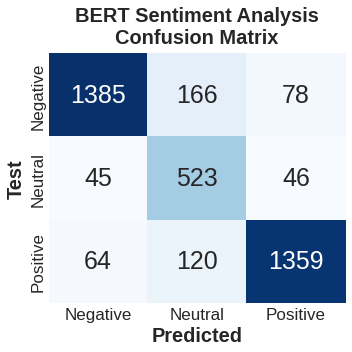 BERT Sentiment Analysis
Confusion Matrix
Test
Negative 1385 166 78
Neutral 45 523 46
Positive 64 120 1359
Negative Neutral Positive
Predicted